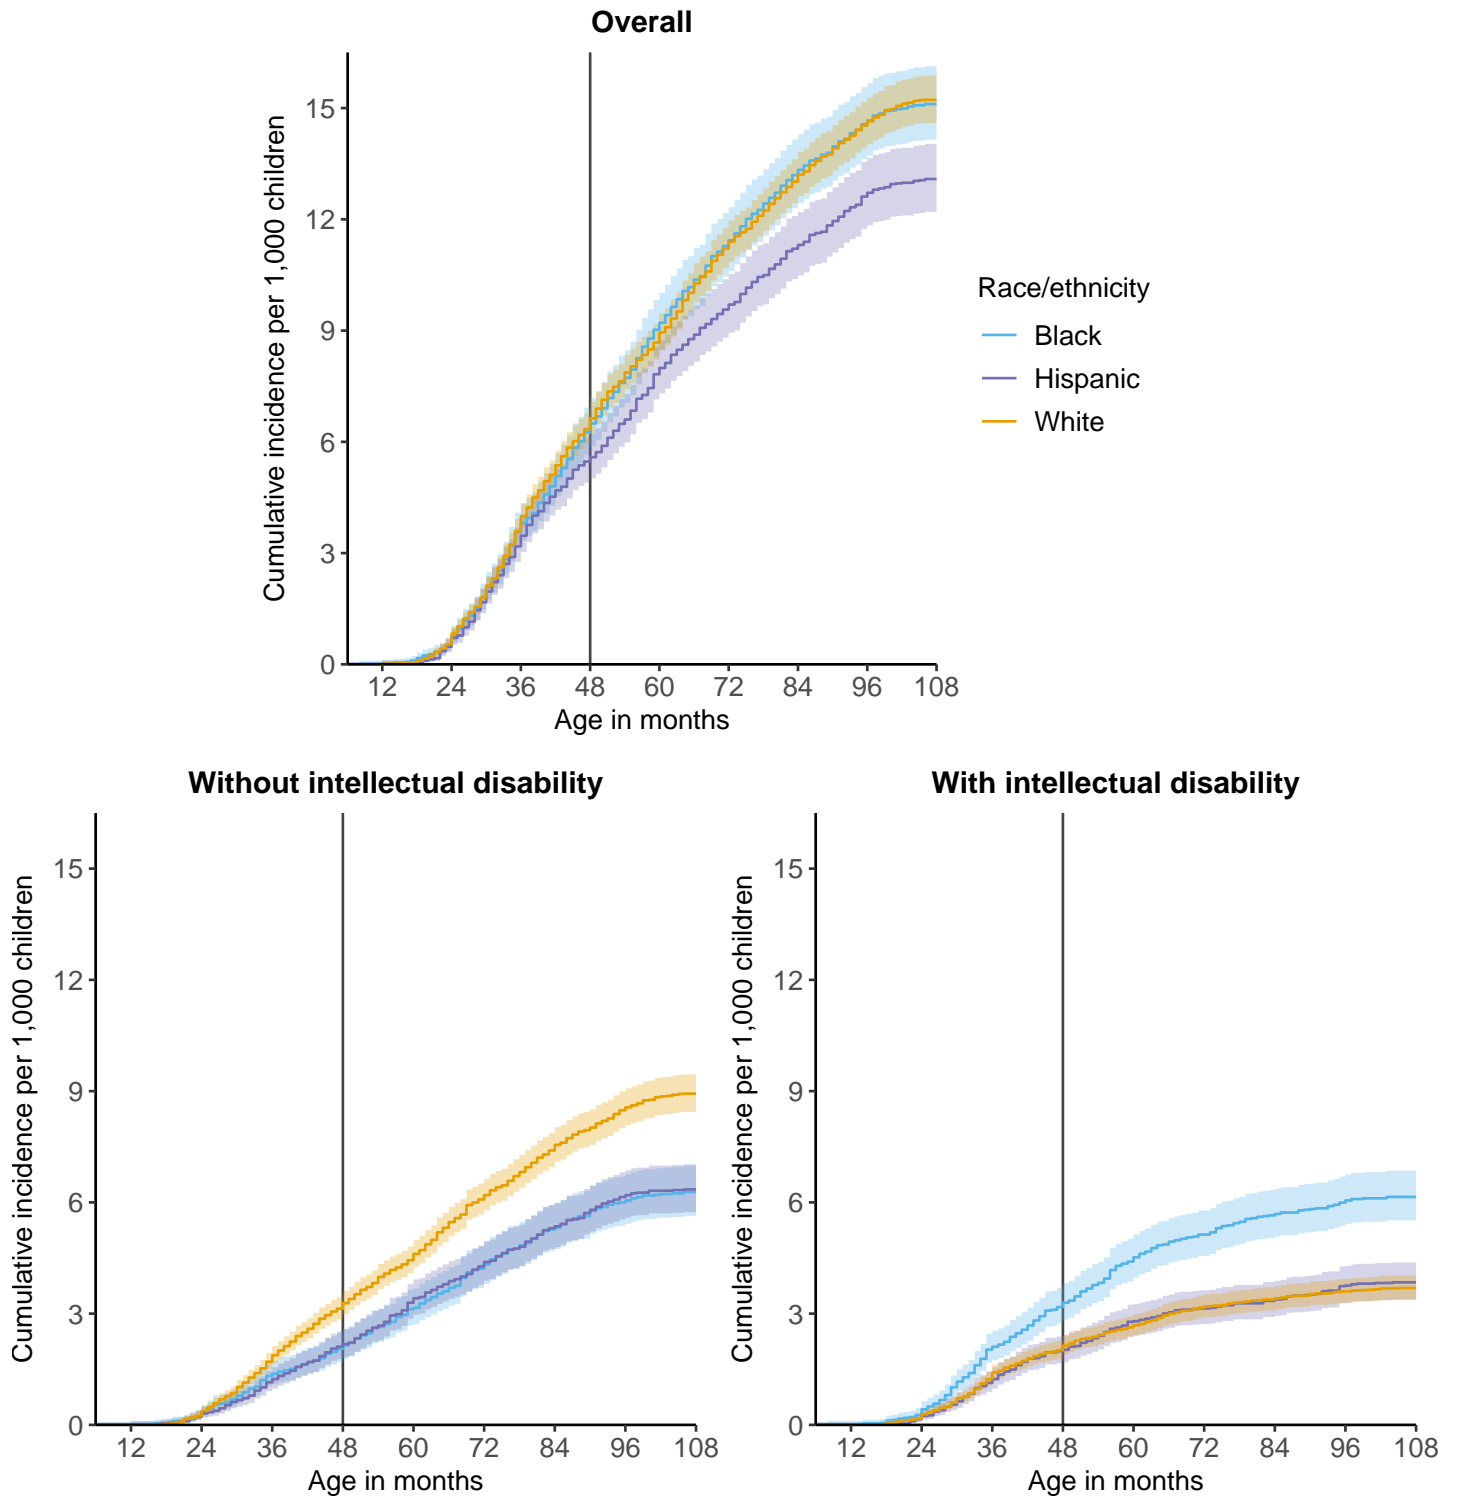 Overall
Cumulative incidence per 1,000 children
15
12
9
6
3
0
12 24 36 48 60 72 84 96 108
Age in months
Race/ethnicity
Black
Hispanic
White
Without intellectual disability
Cumulative incidence per 1,000 children
15
12
9
6
3
0
12 24 36 48 60 72 84 96 108
Age in months
With intellectual disability
Cumulative incidence per 1,000 children
15
12
9
6
3
0
12 24 36 48 60 72 84 96 108
Age in months